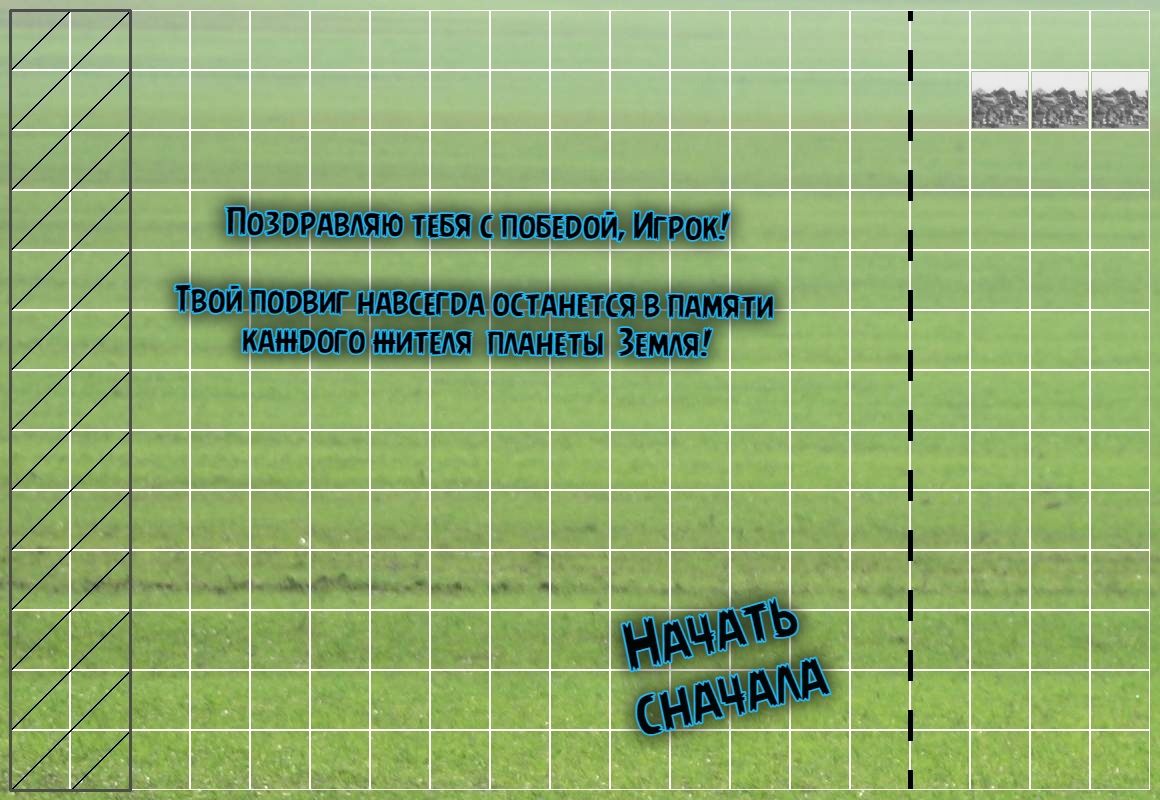 Поздравляю тебя с победой, Игрок!
Твой подвиг навсегда останется в памяти
каждого жителя планеты Земля!
Начать
сначала